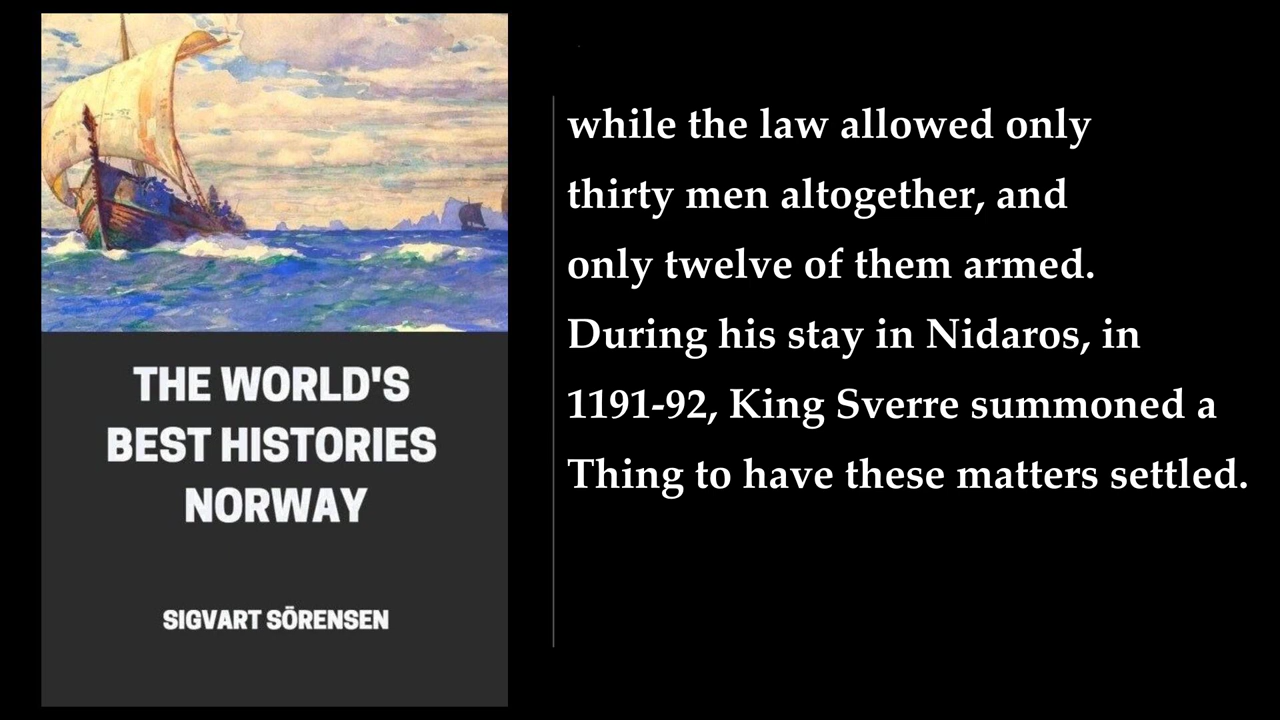 THE WORLD'S
BEST HISTORIES
NORWAY
SIGVART SÖRENSEN
while the law allowed only
thirty men altogether, and
only twelve of them armed.
During his stay in Nidaros, in
1191-92, King Sverre summoned a
Thing to have these matters settled.